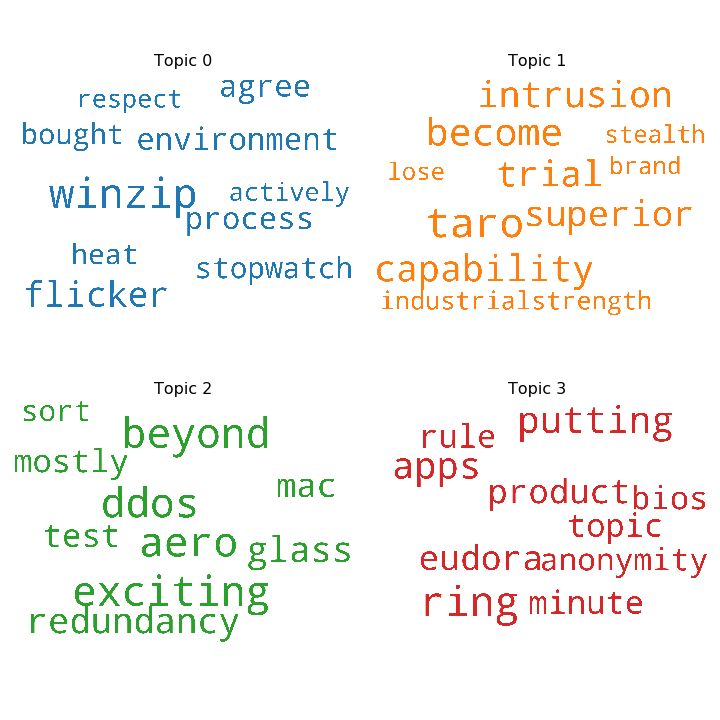 Topic 0
respect agree
bought environment
winzip actively
process
heat stopwatch
flicker
Topic 1
intrusion
become stealth
lose trial brand
taro superior
capability
industrialstrength
Topic 2
sort beyond
mostly
ddos mac
test aero glass
exciting
redundancy
Topic 3
putting
rule
apps
product bios
topic
eudora anonymity
ring minute